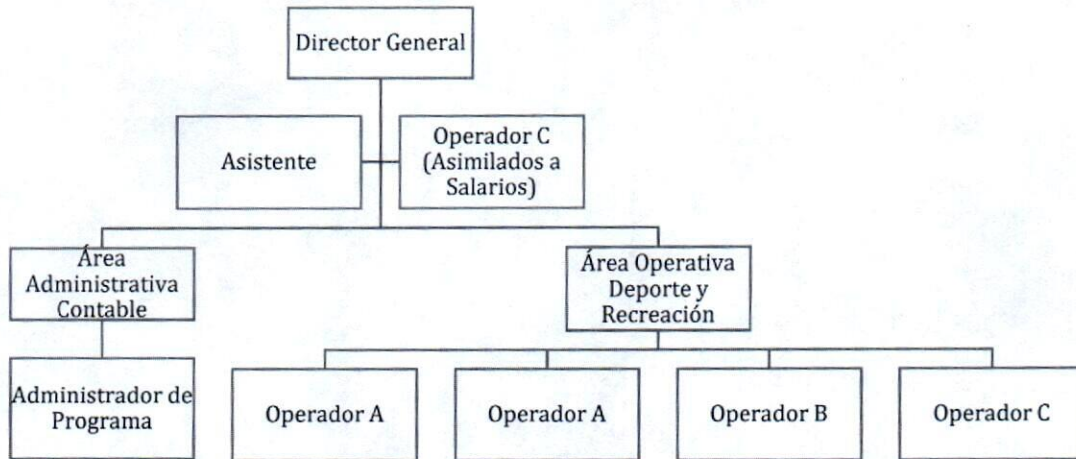 Director General
Asistente
Operador C
(Asimilados a
Salarios)
Área
Administrativa
Contable
Área Operativa
Deporte y
Recreación
Administrador de
Programa
Operador A
Operador A
Operador B
Operador C